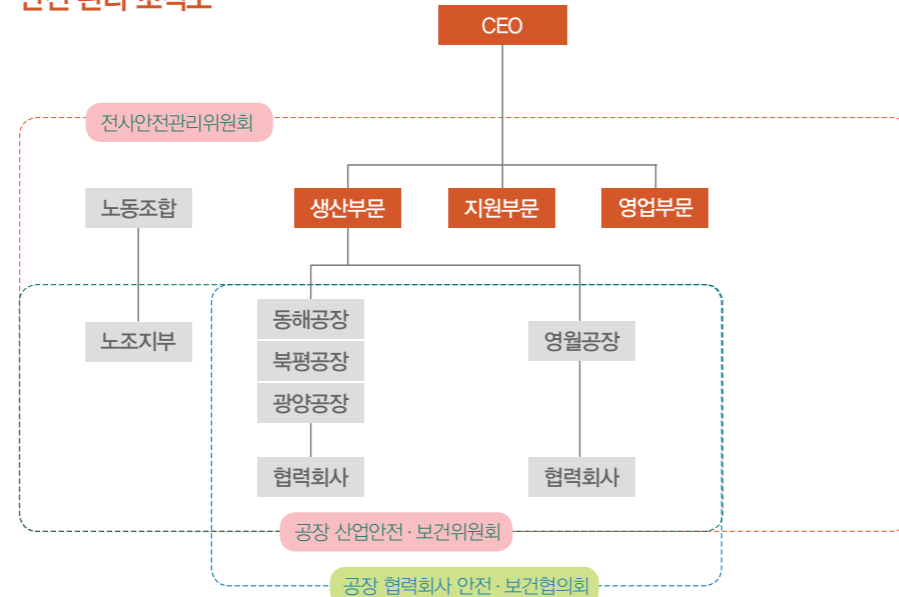 CEO
전사안전관리위원회
노동조합
생산부문
지원부문
영업부문
노조지부
동해공장
북평공장
광양공장
영월공장
협력회사
협력회사
공장 산업안전 · 보건위원회
공장 협력회사 안전 · 보건협의회